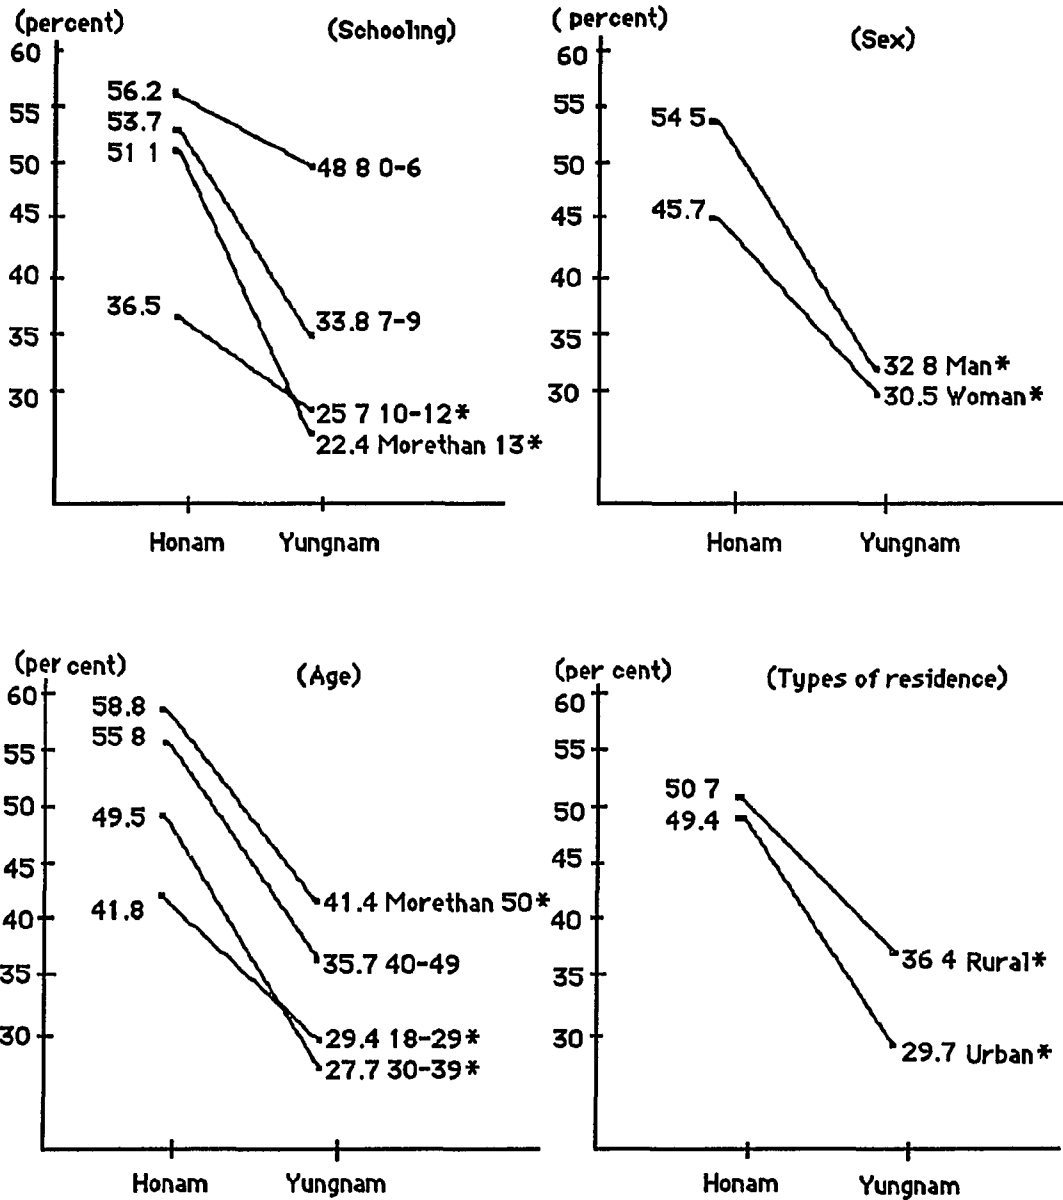 (percent)
(Schooling)
60
55
50
45
40
35
30
56.2
53.7
51 1
36.5
48 8 0-6
33.8 7-9
25 7 10-12*
22.4 Morethan 13*
Honam Yungnam
( percent)
(Sex)
60
55
50
45
40
35
30
54 5
45.7
32 8 Man*
30.5 Woman*
Honam Yungnam
(per cent)
(Age)
60
55
50
45
40
35
30
58.8
55 8
49.5
41.8
41.4 Morethan 50*
35.7 40-49
29.4 18-29*
27.7 30-39*
Honam Yungnam
(per cent)
(Types of residence)
60
55
50
45
40
35
30
50 7
49.4
36 4 Rural*
29.7 Urban*
Honam Yungnam